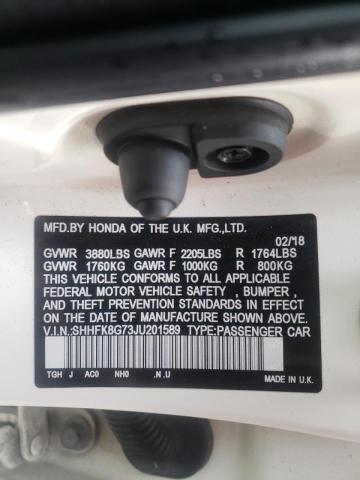 MFD.BY HONDA OF THE U.K. MFG.,LTD.
02/18
GVWR 3880LBS GAWR F 2205LBS R 1764LBS
GVWR 1760KG GAWR F 1000KG R 800KG
THIS VEHICLE CONFORMS TO ALL APPLICABLE
FEDERAL MOTOR VEHICLE SAFETY , BUMPER ,
AND THEFT PREVENTION STANDARDS IN EFFECT
ON THE DATE OF MANUFACTURE SHOWN ABOVE.
V.I.N.:SHHFK8G73JU201589 TYPE:PASSENGER CAR
TGH J AC0 NH0 .N.U MADE IN U.K.